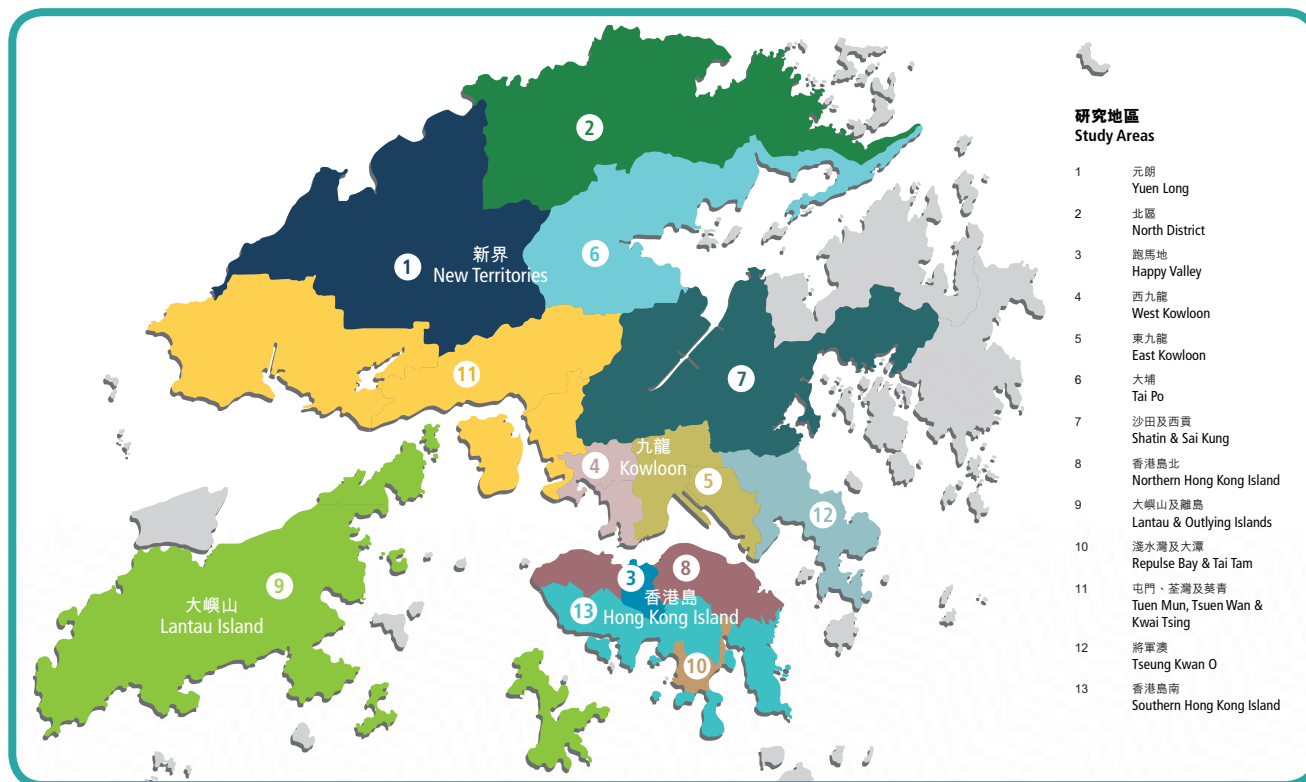 2
6
1
新界
New Territories
11
7
九龍
Kowloon
4
5
12
9
大嶼山
Lantau Island
3
8
香港島
Hong Kong Island
13
10
研究地區
Study Areas
1 元朗
Yuen Long
2 北區
North District
3 跑馬地
Happy Valley
4 西九龍
West Kowloon
5 東九龍
East Kowloon
6 大埔
Tai Po
7 沙田及西貢
Shatin & Sai Kung
8 香港島北
Northern Hong Kong Island
9 大嶼山及離島
Lantau & Outlying Islands
10 淺水灣及大潭
Repulse Bay & Tai Tam
11 屯門、荃灣及葵青
Tuen Mun, Tsuen Wan &
Kwai Tsing
12 將軍澳
Tseung Kwan O
13 香港島南
Southern Hong Kong Island